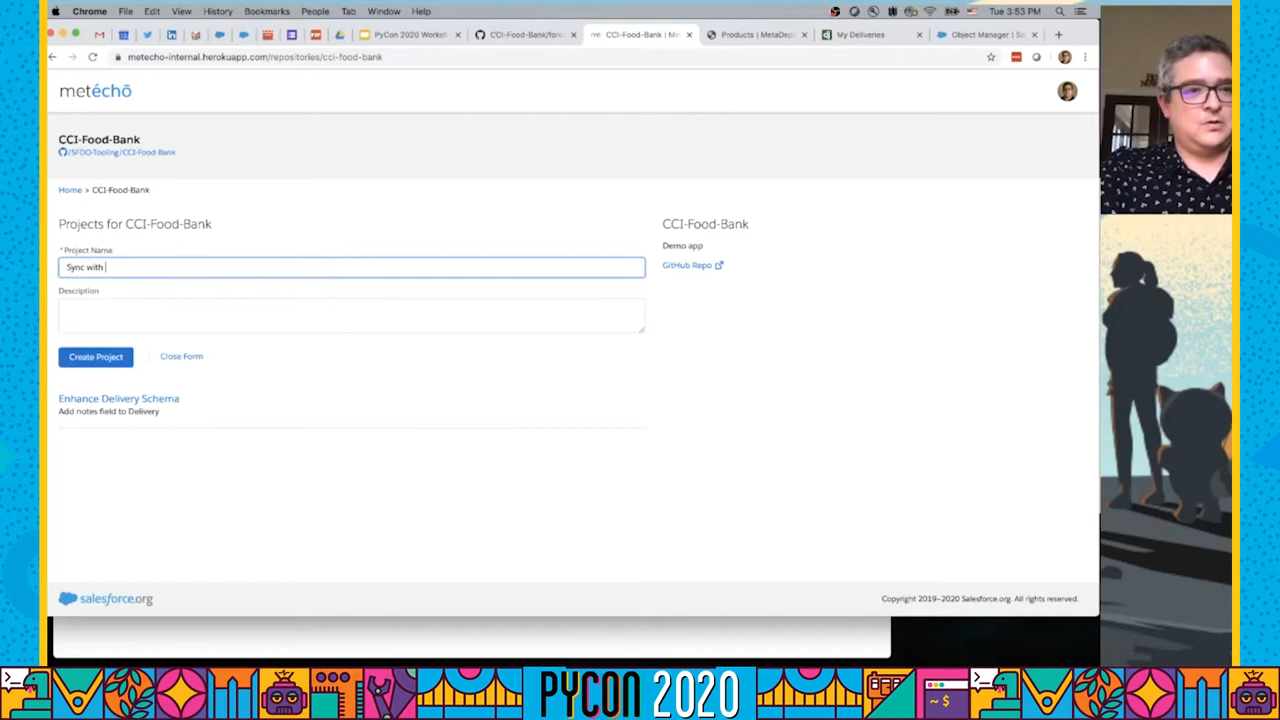 Chrome File Edit View History Bookmarks People Tab Window Help
Tue 3:53 PM
PyCon 2020 Worksh
CCI-Food-Bank/forc
CCI-Food-Bank | Me
Products | MetaDepl
My Deliveries
Object Manager | Sa
metecho-internal.herokuapp.com/repositories/cci-food-bank
metéchō
CCI-Food-Bank
/SFDO-Tooling/CCI-Food-Bank
Home > CCI-Food-Bank
Projects for CCI-Food-Bank
*Project Name
Sync with
Description
Create Project
Close Form
Enhance Delivery Schema
Add notes field to Delivery
CCI-Food-Bank
Demo app
GitHub Repo
salesforce.org
Copyright 2019–2020 Salesforce.org. All rights reserved.
PYCON 2020
~ $